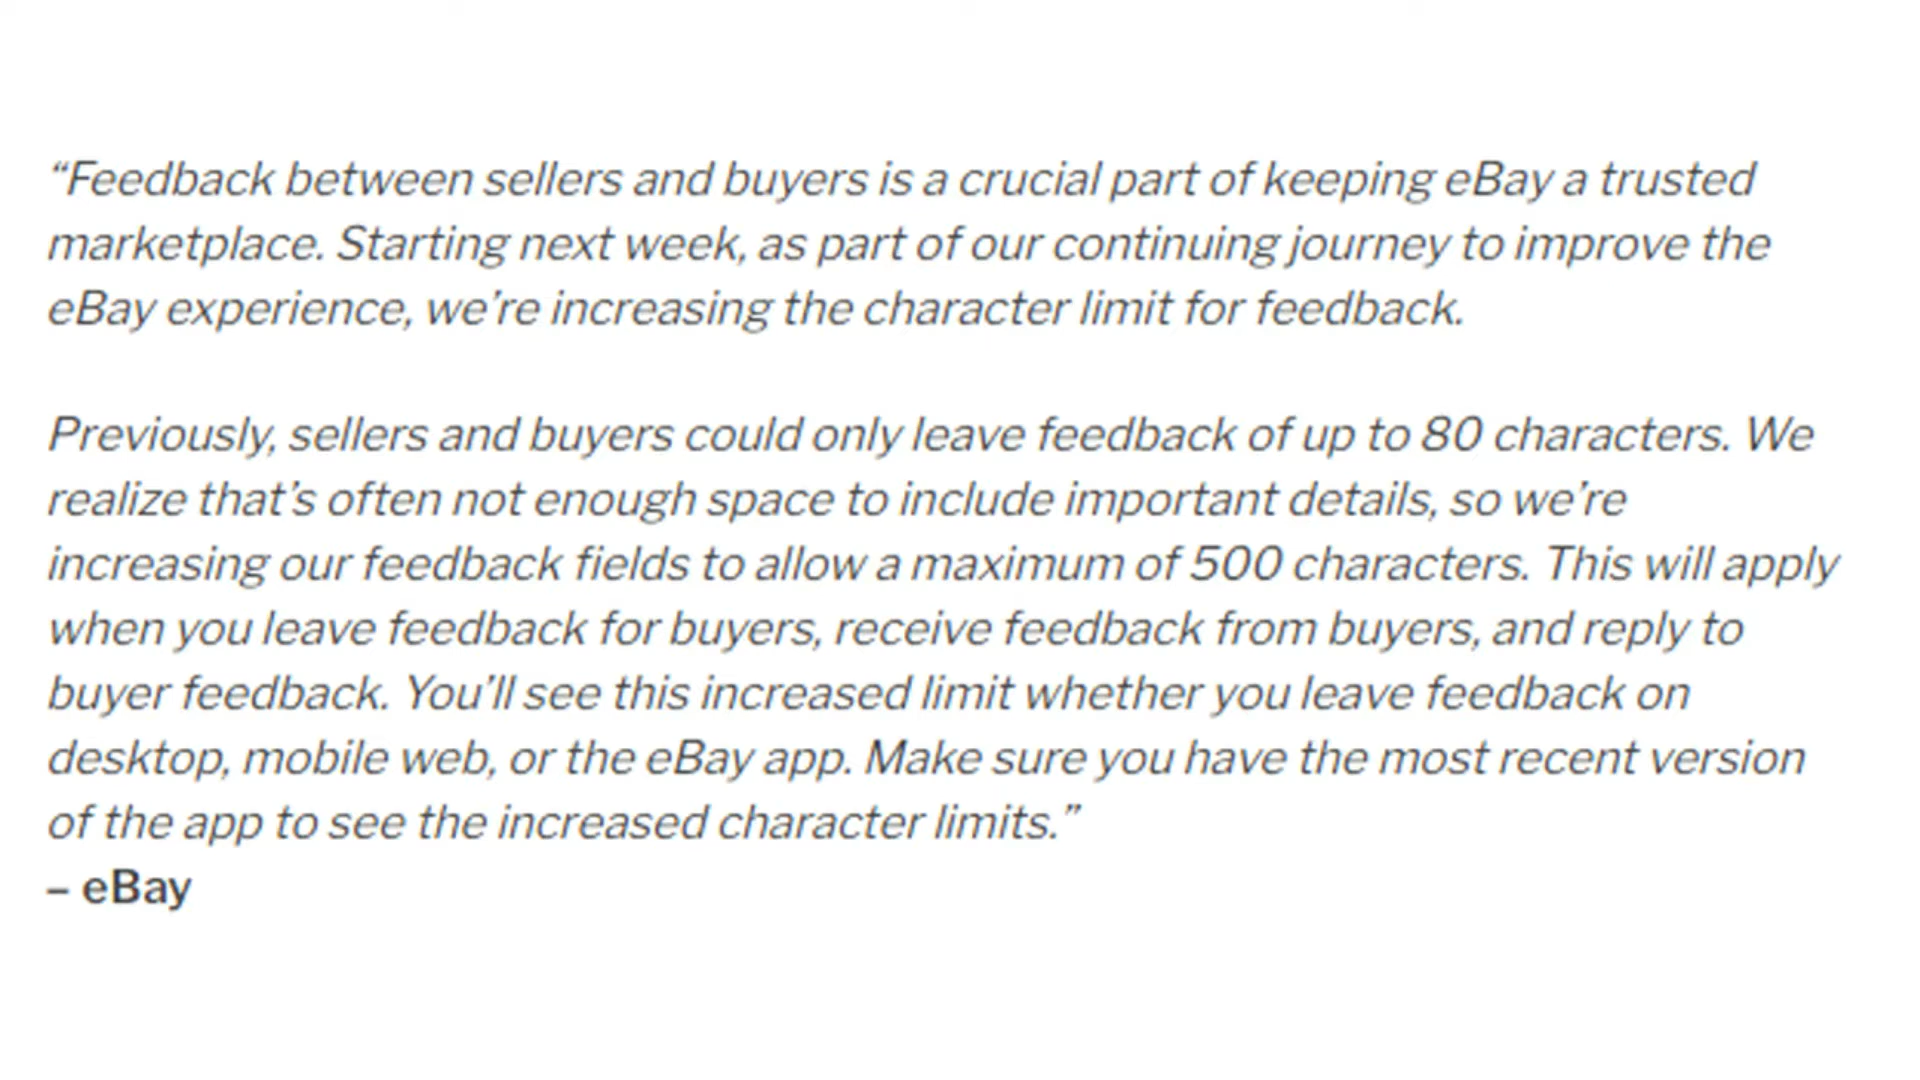 “Feedback between sellers and buyers is a crucial part of keeping eBay a trusted
marketplace. Starting next week, as part of our continuing journey to improve the
eBay experience, we’re increasing the character limit for feedback.
Previously, sellers and buyers could only leave feedback of up to 80 characters. We
realize that’s often not enough space to include important details, so we’re
increasing our feedback fields to allow a maximum of 500 characters. This will apply
when you leave feedback for buyers, receive feedback from buyers, and reply to
buyer feedback. You’ll see this increased limit whether you leave feedback on
desktop, mobile web, or the eBay app. Make sure you have the most recent version
of the app to see the increased character limits.”
– eBay